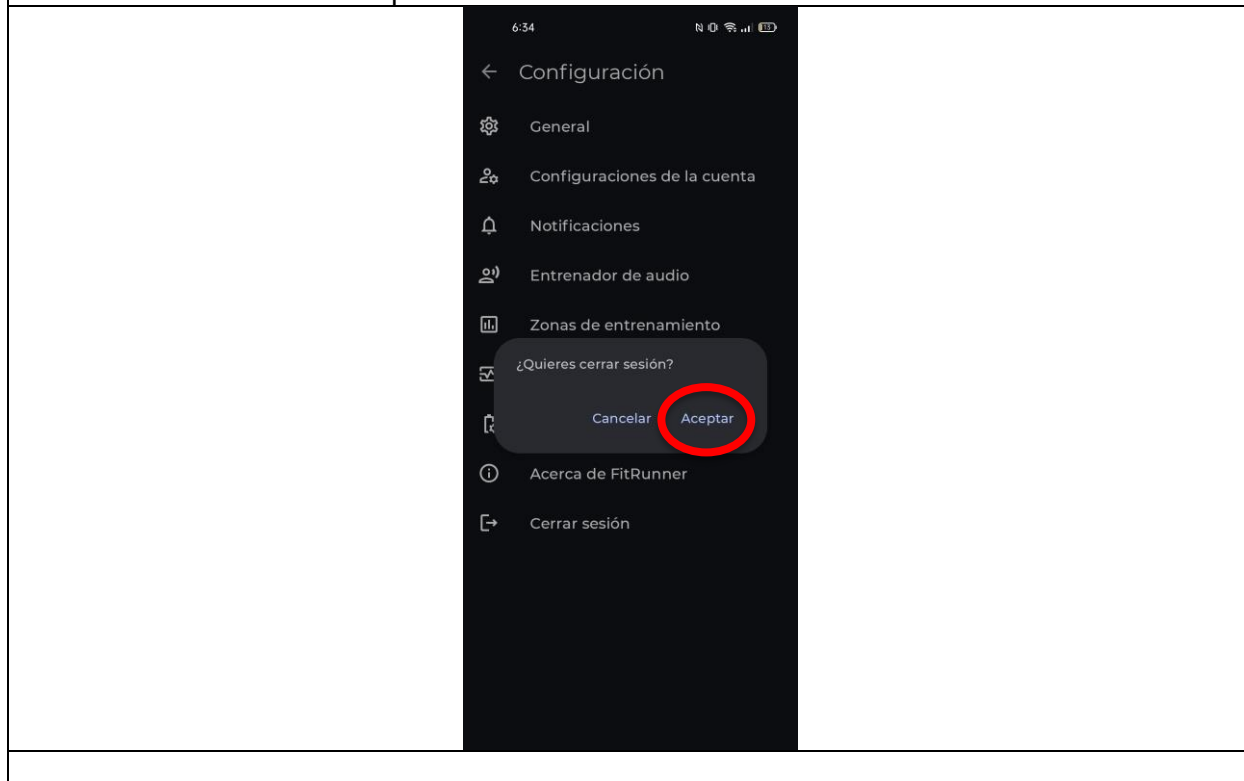 6:34
13
Configuración
General
Configuraciones de la cuenta
Notificaciones
Entrenador de audio
Zonas de entrenamiento
¿Quieres cerrar sesión?
Cancelar Aceptar
Acerca de FitRunner
Cerrar sesión